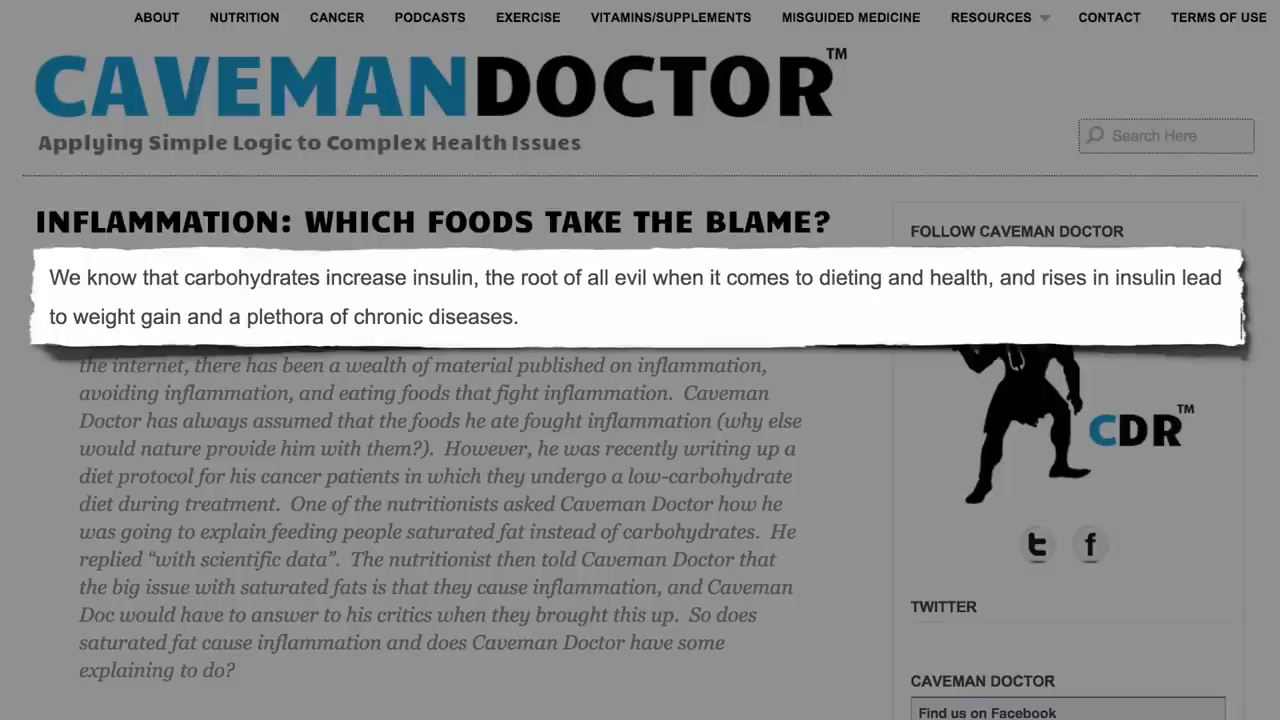 ABOUT NUTRITION CANCER PODCASTS EXERCISE VITAMINS/SUPPLEMENTS MISGUIDED MEDICINE RESOURCES CONTACT TERMS OF USE
CAVEMANDOCTOR™
Applying Simple Logic to Complex Health Issues
Search Here
INFLAMMATION: WHICH FOODS TAKE THE BLAME?
We know that carbohydrates increase insulin, the root of all evil when it comes to dieting and health, and rises in insulin lead
to weight gain and a plethora of chronic diseases.
the internet, there has been a wealth of material published on inflammation,
avoiding inflammation, and eating foods that fight inflammation. Caveman
Doctor has always assumed that the foods he ate fought inflammation (why else
would nature provide him with them?). However, he was recently writing up a
diet protocol for his cancer patients in which they undergo a low-carbohydrate
diet during treatment. One of the nutritionists asked Caveman Doctor how he
was going to explain feeding people saturated fat instead of carbohydrates. He
replied “with scientific data”. The nutritionist then told Caveman Doctor that
the big issue with saturated fats is that they cause inflammation, and Caveman
Doc would have to answer to his critics when they brought this up. So does
saturated fat cause inflammation and does Caveman Doctor have some
explaining to do?
FOLLOW CAVEMAN DOCTOR
CDR™
t f
TWITTER
CAVEMAN DOCTOR
Find us on Facebook